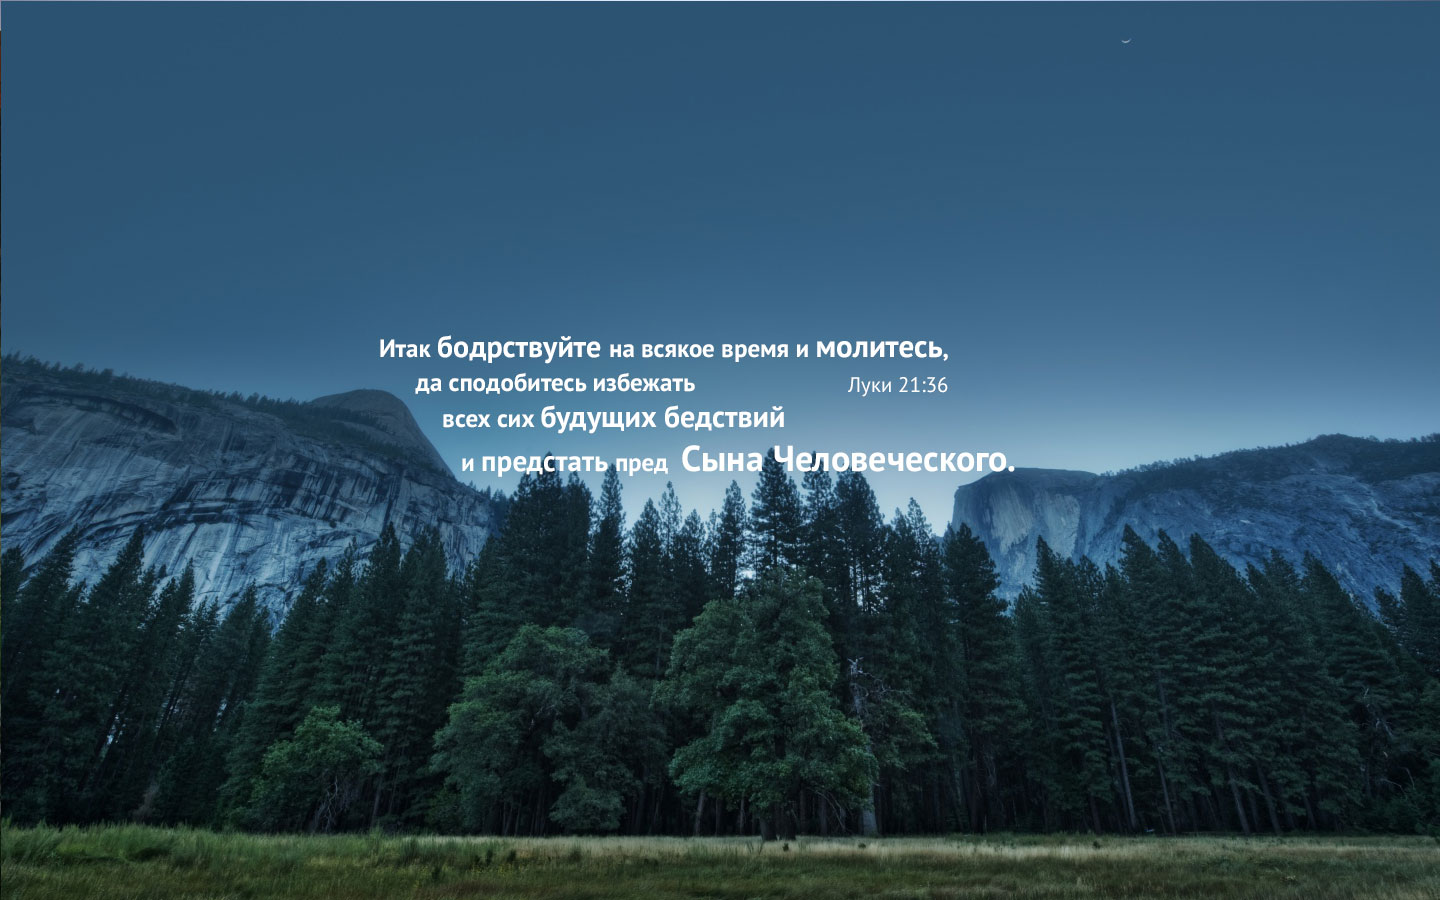 Итак бодрствуйте на всякое время и молитесь,
да сподобитесь избежать
Луки 21:36
всех сих будущих бедствий
и предстать пред Сына Человеческого.